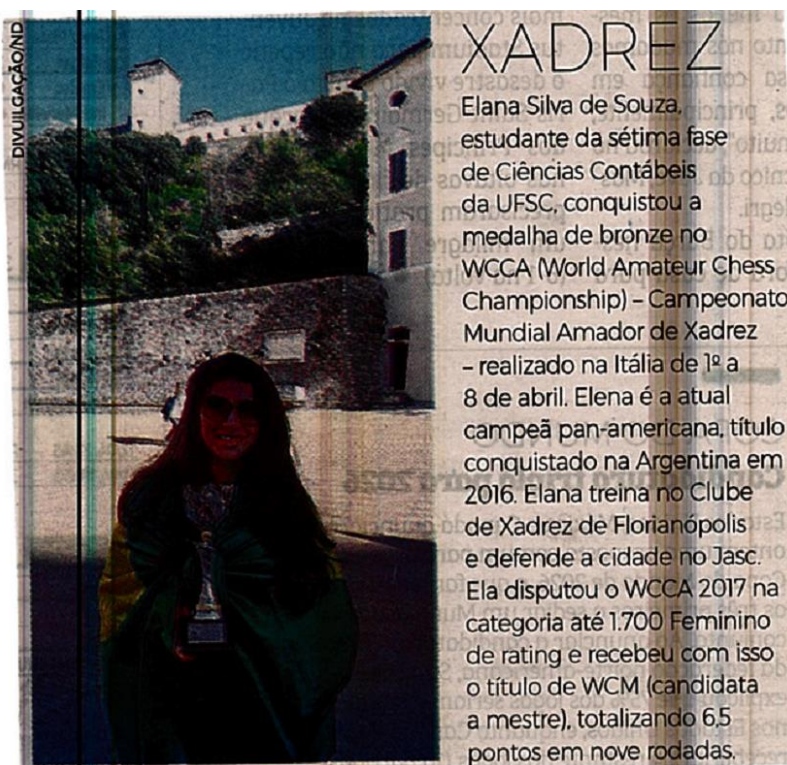 DIVULGAÇÃO/ND
XADREZ
Elana Silva de Souza,
estudante da sétima fase
de Ciências Contábeis
da UFSC, conquistou a
medalha de bronze no
WCCA (World Amateur Chess
Championship) – Campeonato
Mundial Amador de Xadrez
– realizado na Itália de 1º a
8 de abril. Elena é a atual
campeã pan-americana, título
conquistado na Argentina em
2016. Elana treina no Clube
de Xadrez de Florianópolis
e defende a cidade no Jasc.
Ela disputou o WCCA 2017 na
categoria até 1.700 Feminino
de rating e recebeu com isso
o título de WCM (candidata
a mestre), totalizando 6,5
pontos em nove rodadas.